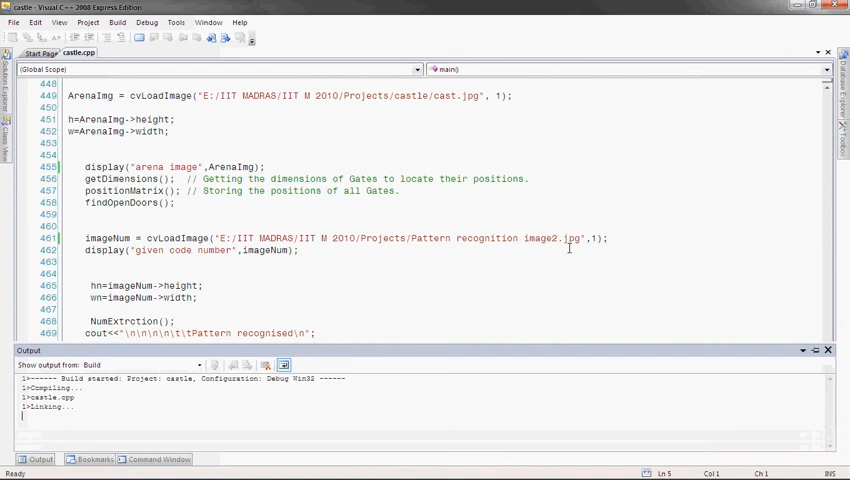 castle - Visual C++ 2008 Express Edition
File Edit View Project Build Debug Tools Window Help
Start Page castle.cpp
(Global Scope) main()
448
449 ArenaImg = cvLoadImage("E:/IIT MADRAS/IIT M 2010/Projects/castle/cast.jpg", 1);
450
451 h=ArenaImg->height;
452 w=ArenaImg->width;
453
454
455 display("arena image",ArenaImg);
456 getDimensions(); // Getting the dimensions of Gates to locate their positions.
457 positionMatrix(); // Storing the positions of all Gates.
458 findOpenDoors();
459
460
461 imageNum = cvLoadImage("E:/IIT MADRAS/IIT M 2010/Projects/Pattern recognition image2.jpg",1);
462 display("given code number",imageNum);
463
464
465 hn=imageNum->height;
466 wn=imageNum->width;
467
468 NumExtrction();
469 cout<<"\n\n\n\n\t\tPattern recognised\n";
Solution Explorer
Class View
Database Explorer
Toolbox
Output
Show output from: Build
1>------ Build started: Project: castle, Configuration: Debug Win32 ------
1>Compiling...
1>castle.cpp
1>Linking...
Output Bookmarks Command Window
Ready Ln 5 Col 1 Ch 1 INS